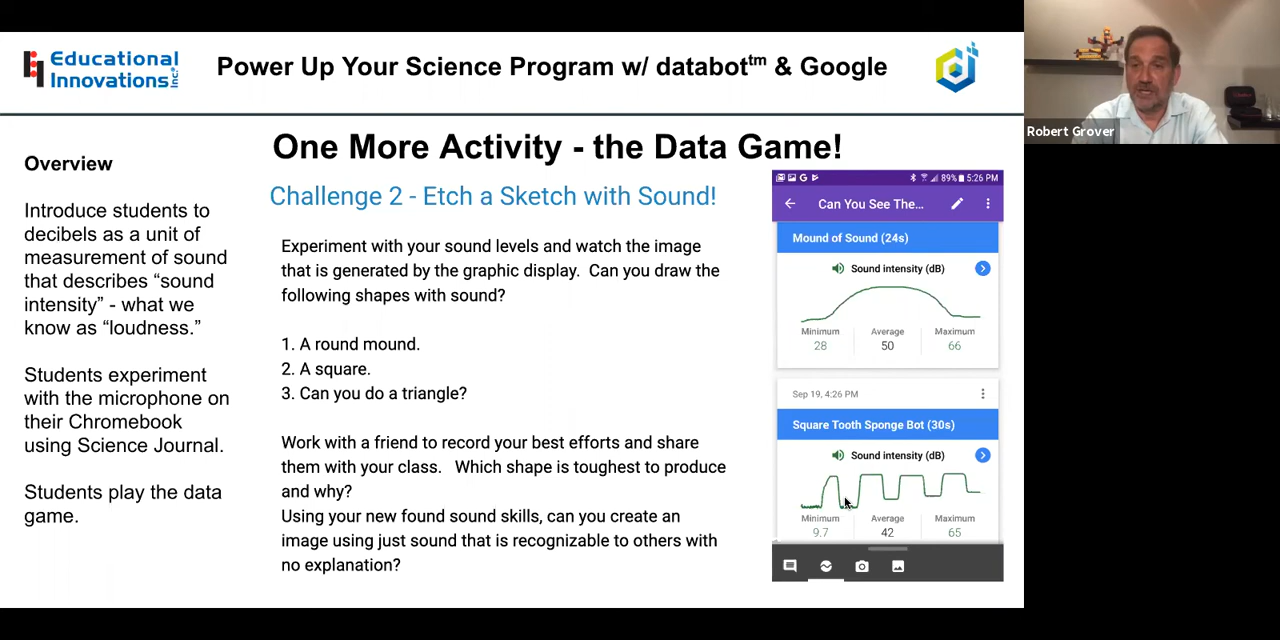 Educational
Innovations Inc.
Power Up Your Science Program w/ databot™ & Google
Robert Grover
One More Activity - the Data Game!
Overview
Introduce students to
decibels as a unit of
measurement of sound
that describes “sound
intensity” - what we
know as “loudness.”
Students experiment
with the microphone on
their Chromebook
using Science Journal.
Students play the data
game.
Challenge 2 - Etch a Sketch with Sound!
Experiment with your sound levels and watch the image
that is generated by the graphic display. Can you draw the
following shapes with sound?
1. A round mound.
2. A square.
3. Can you do a triangle?
Work with a friend to record your best efforts and share
them with your class. Which shape is toughest to produce
and why?
Using your new found sound skills, can you create an
image using just sound that is recognizable to others with
no explanation?
G 89% 5:26 PM
Can You See The...
Mound of Sound (24s)
Sound intensity (dB)
Minimum Average Maximum
28 50 66
Sep 19, 4:26 PM
Square Tooth Sponge Bot (30s)
Sound intensity (dB)
Minimum Average Maximum
9.7 42 65